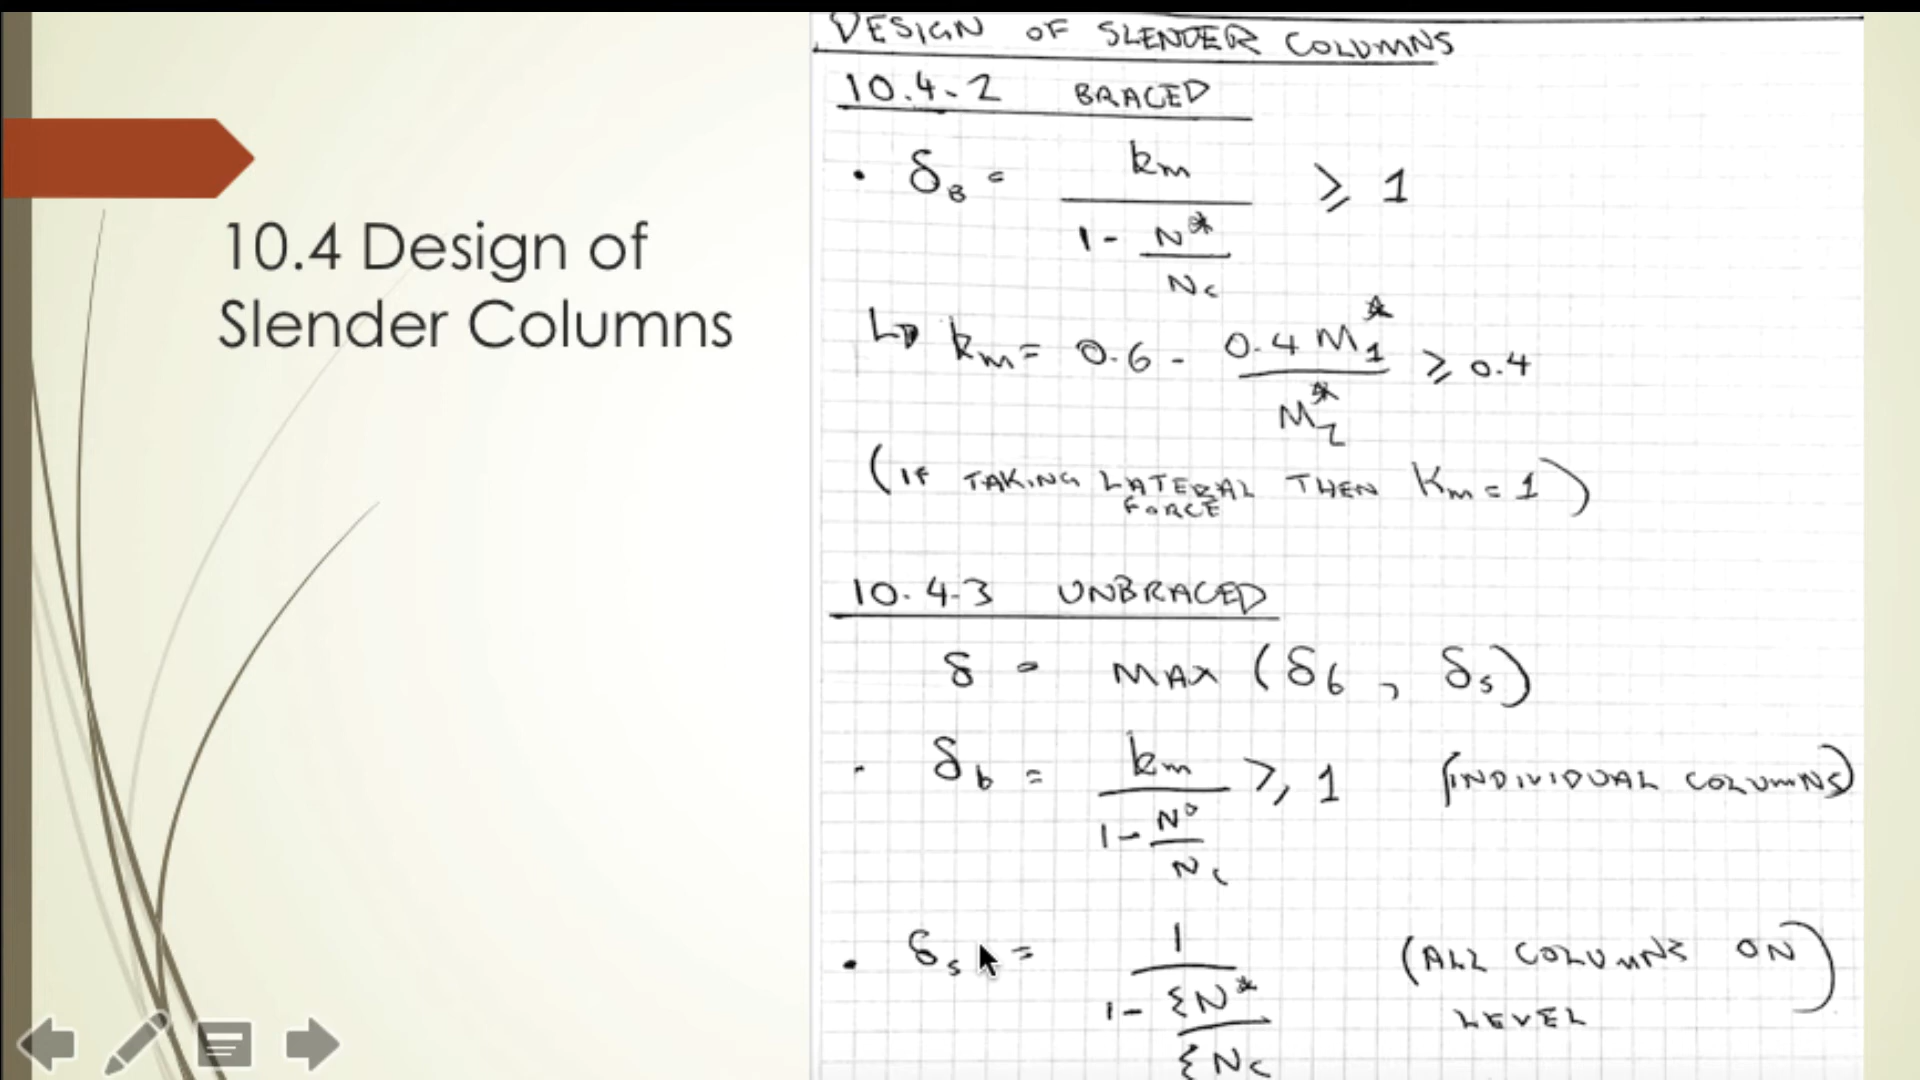 10.4 Design of
Slender Columns
DESIGN OF SLENDER COLUMNS
10.4.2 BRACED
• δB = km / (1 - N*/Nc) ⩾ 1
↳ km = 0.6 - 0.4 M1* / M2* ⩾ 0.4
(IF TAKING LATERAL FORCE THEN Km = 1)
10.4.3 UNBRACED
δ = MAX (δb, δs)
• δb = km / (1 - N*/Nc) ⩾ 1 (INDIVIDUAL COLUMNS)
• δs = 1 / (1 - ΣN*/ΣNc) (ALL COLUMNS ON
LEVEL)